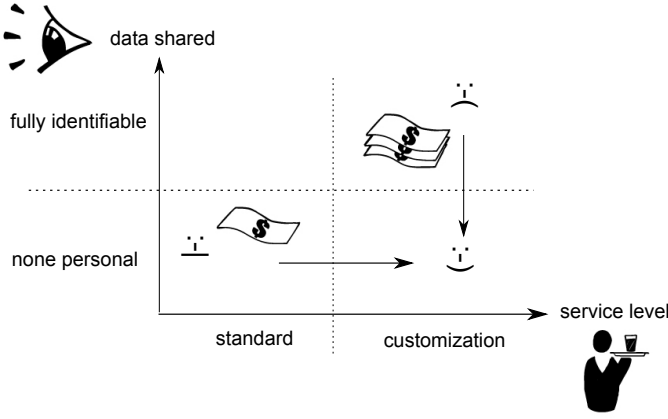 data shared
fully identifiable
$
$
$
none personal
standard
customization
service level